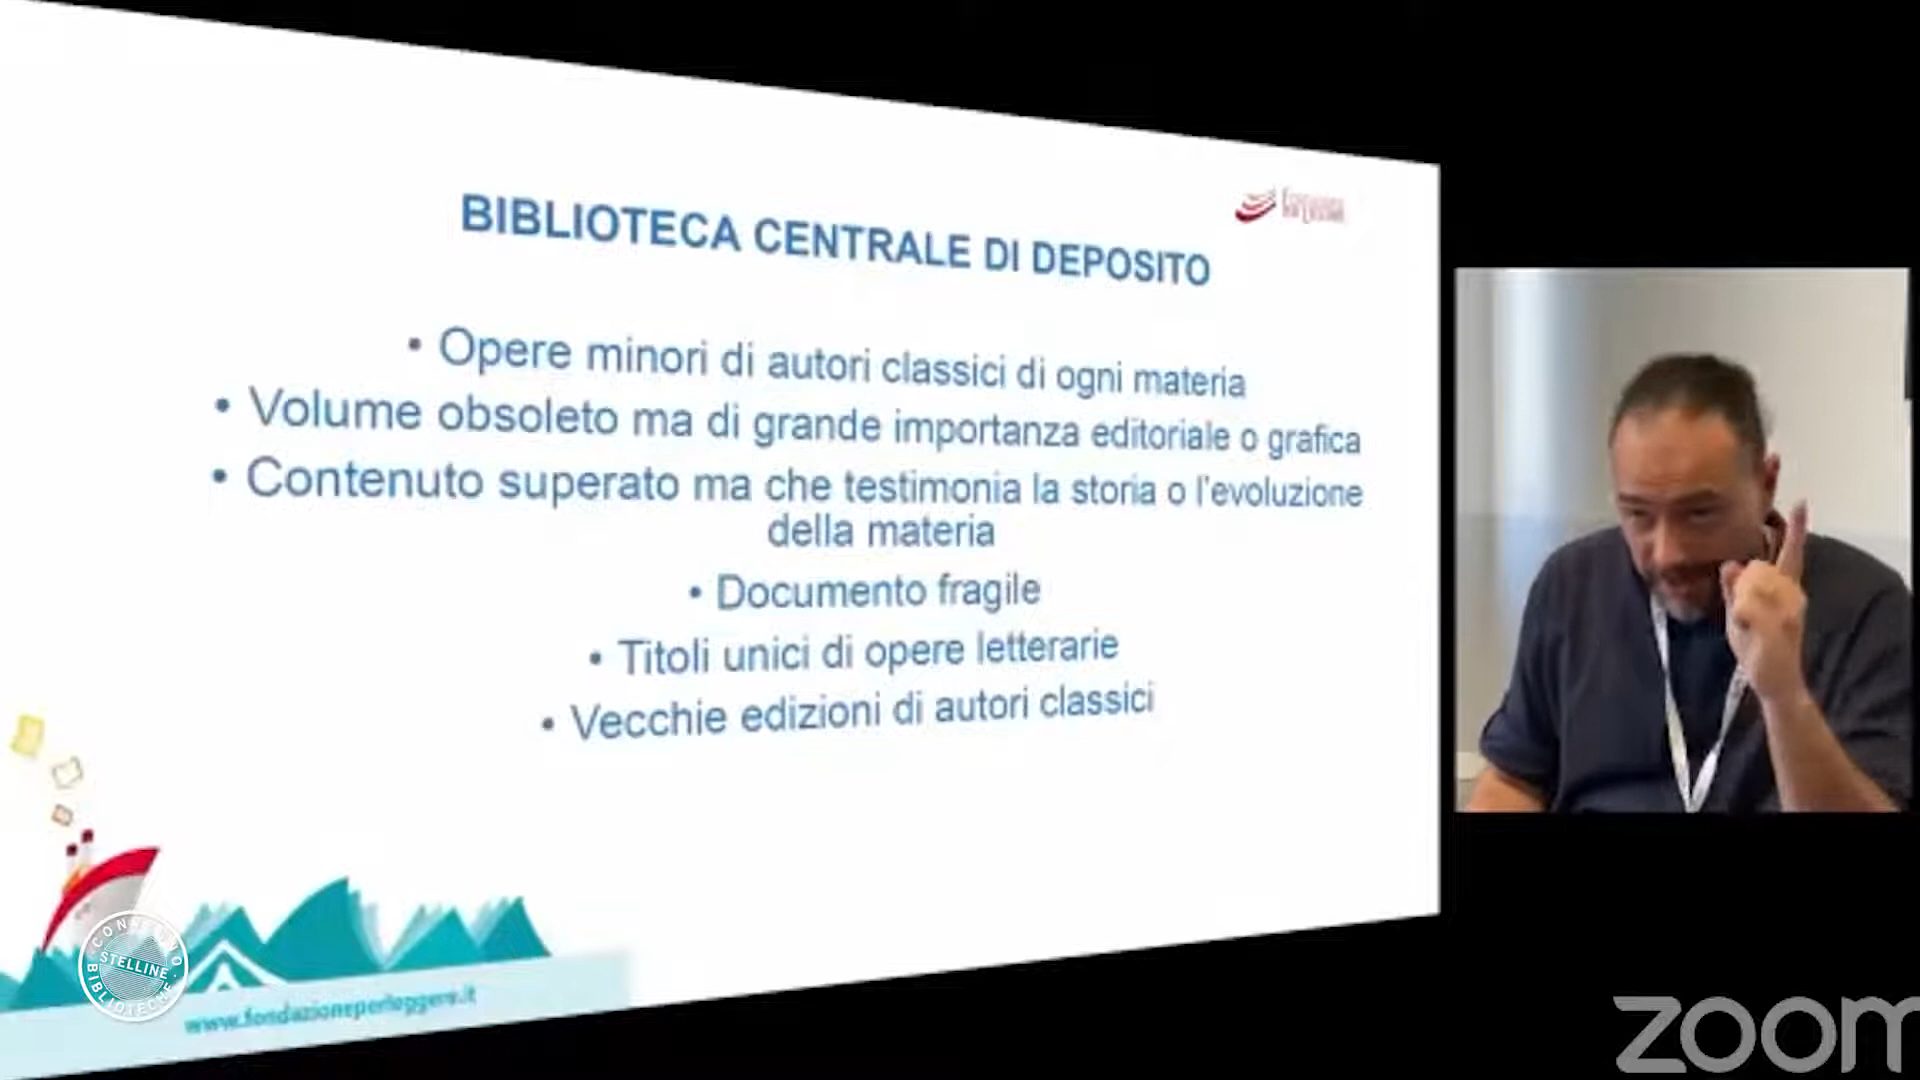 BIBLIOTECA CENTRALE DI DEPOSITO
• Opere minori di autori classici di ogni materia
• Volume obsoleto ma di grande importanza editoriale o grafica
• Contenuto superato ma che testimonia la storia o l'evoluzione
della materia
• Documento fragile
• Titoli unici di opere letterarie
• Vecchie edizioni di autori classici
CONVEGNO
STELLINE
BIBLIOTECHE
www.fondazioneperleggere.it
zoom